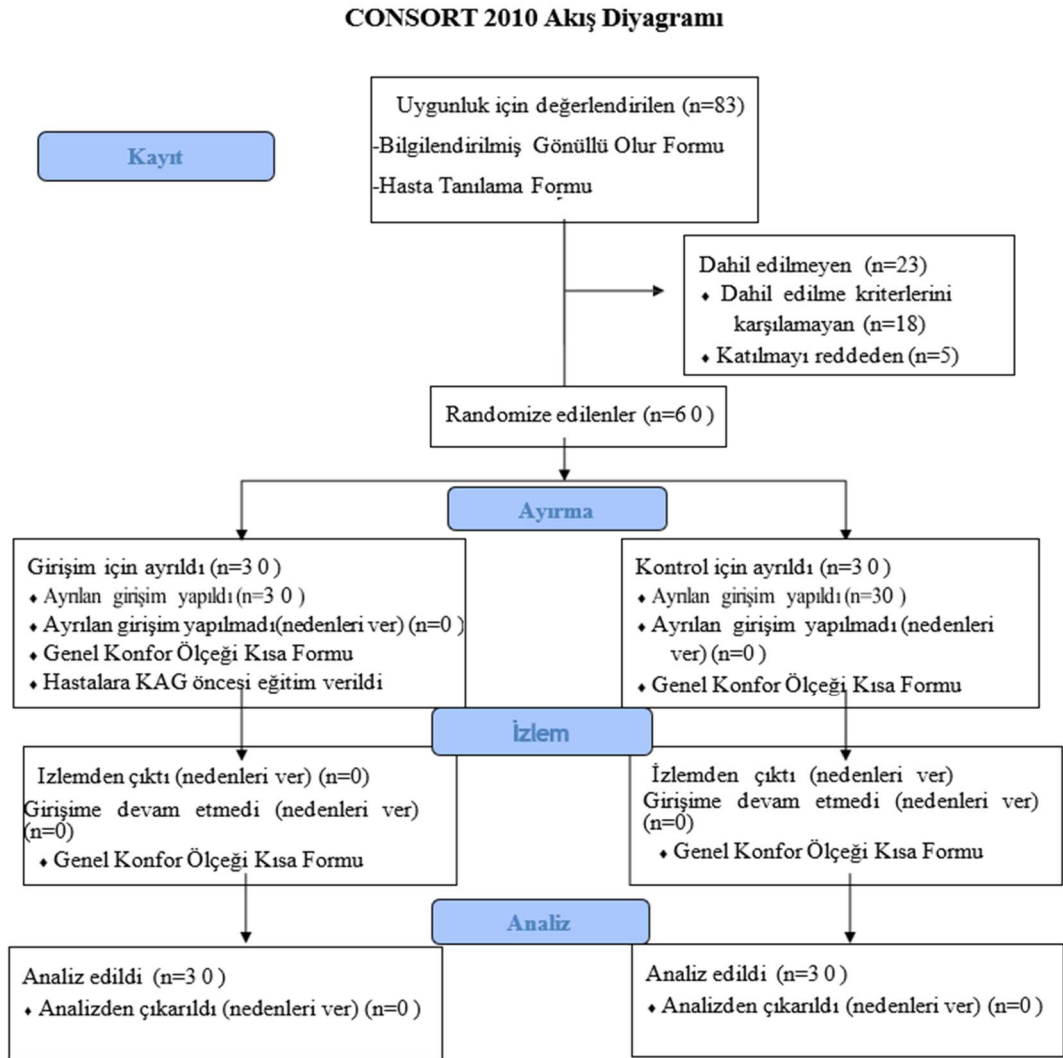 CONSORT 2010 Akış Diyagramı
Uygunluk için değerlendirilen (n=83)
-Bilgilendirilmiş Gönüllü Olur Formu
-Hasta Tanılama Formu
Kayıt
Dahil edilmeyen (n=23)
♦ Dahil edilme kriterlerini
karşılamayan (n=18)
♦ Katılmayı reddeden (n=5)
Randomize edilenler (n=6 0 )
Ayırma
Girişim için ayrıldı (n=3 0 )
♦ Ayrılan girişim yapıldı (n=3 0 )
♦ Ayrılan girişim yapılmadı(nedenleri ver) (n=0 )
♦ Genel Konfor Ölçeği Kısa Formu
♦ Hastalara KAG öncesi eğitim verildi
Kontrol için ayrıldı (n=3 0 )
♦ Ayrılan girişim yapıldı (n=30 )
♦ Ayrılan girişim yapılmadı (nedenleri
ver) (n=0 )
♦ Genel Konfor Ölçeği Kısa Formu
İzlem
Izlemden çıktı (nedenleri ver) (n=0)
Girişime devam etmedi (nedenleri ver)
(n=0)
♦ Genel Konfor Ölçeği Kısa Formu
İzlemden çıktı (nedenleri ver)
Girişime devam etmedi (nedenleri ver)
(n=0)
♦ Genel Konfor Ölçeği Kısa Formu
Analiz
Analiz edildi (n=3 0 )
♦ Analizden çıkarıldı (nedenleri ver) (n=0 )
Analiz edildi (n=3 0 )
♦ Analizden çıkarıldı (nedenleri ver) (n=0 )